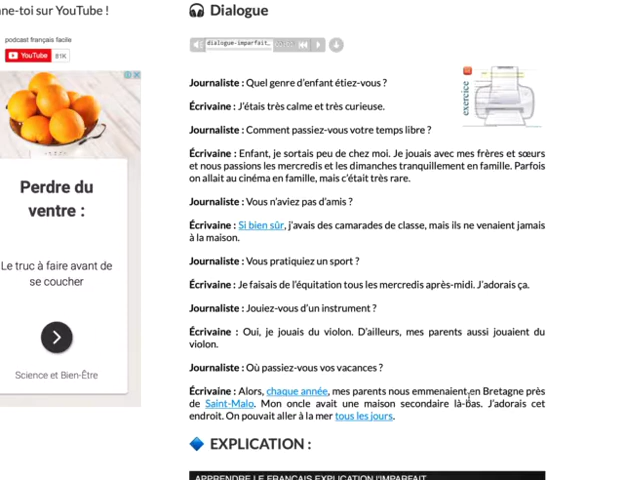 ne-toi sur YouTube !
podcast français facile
YouTube 81K
Perdre du
ventre :
Le truc à faire avant de
se coucher
Science et Bien-Être
Dialogue
dialogue-imparfait_
exercice
Journaliste : Quel genre d'enfant étiez-vous ?
Écrivaine : J'étais très calme et très curieuse.
Journaliste : Comment passiez-vous votre temps libre ?
Écrivaine : Enfant, je sortais peu de chez moi. Je jouais avec mes frères et sœurs
et nous passions les mercredis et les dimanches tranquillement en famille. Parfois
on allait au cinéma en famille, mais c'était très rare.
Journaliste : Vous n'aviez pas d'amis ?
Écrivaine : Si bien sûr, j'avais des camarades de classe, mais ils ne venaient jamais
à la maison.
Journaliste : Vous pratiquiez un sport ?
Écrivaine : Je faisais de l'équitation tous les mercredis après-midi. J'adorais ça.
Journaliste : Jouiez-vous d'un instrument ?
Écrivaine : Oui, je jouais du violon. D'ailleurs, mes parents aussi jouaient du
violon.
Journaliste : Où passiez-vous vos vacances ?
Écrivaine : Alors, chaque année, mes parents nous emmenaient en Bretagne près
de Saint-Malo. Mon oncle avait une maison secondaire là-bas. J'adorais cet
endroit. On pouvait aller à la mer tous les jours.
EXPLICATION :
APPRENDRE LE FRANCAIS EXPLICATION L'IMPARFAIT